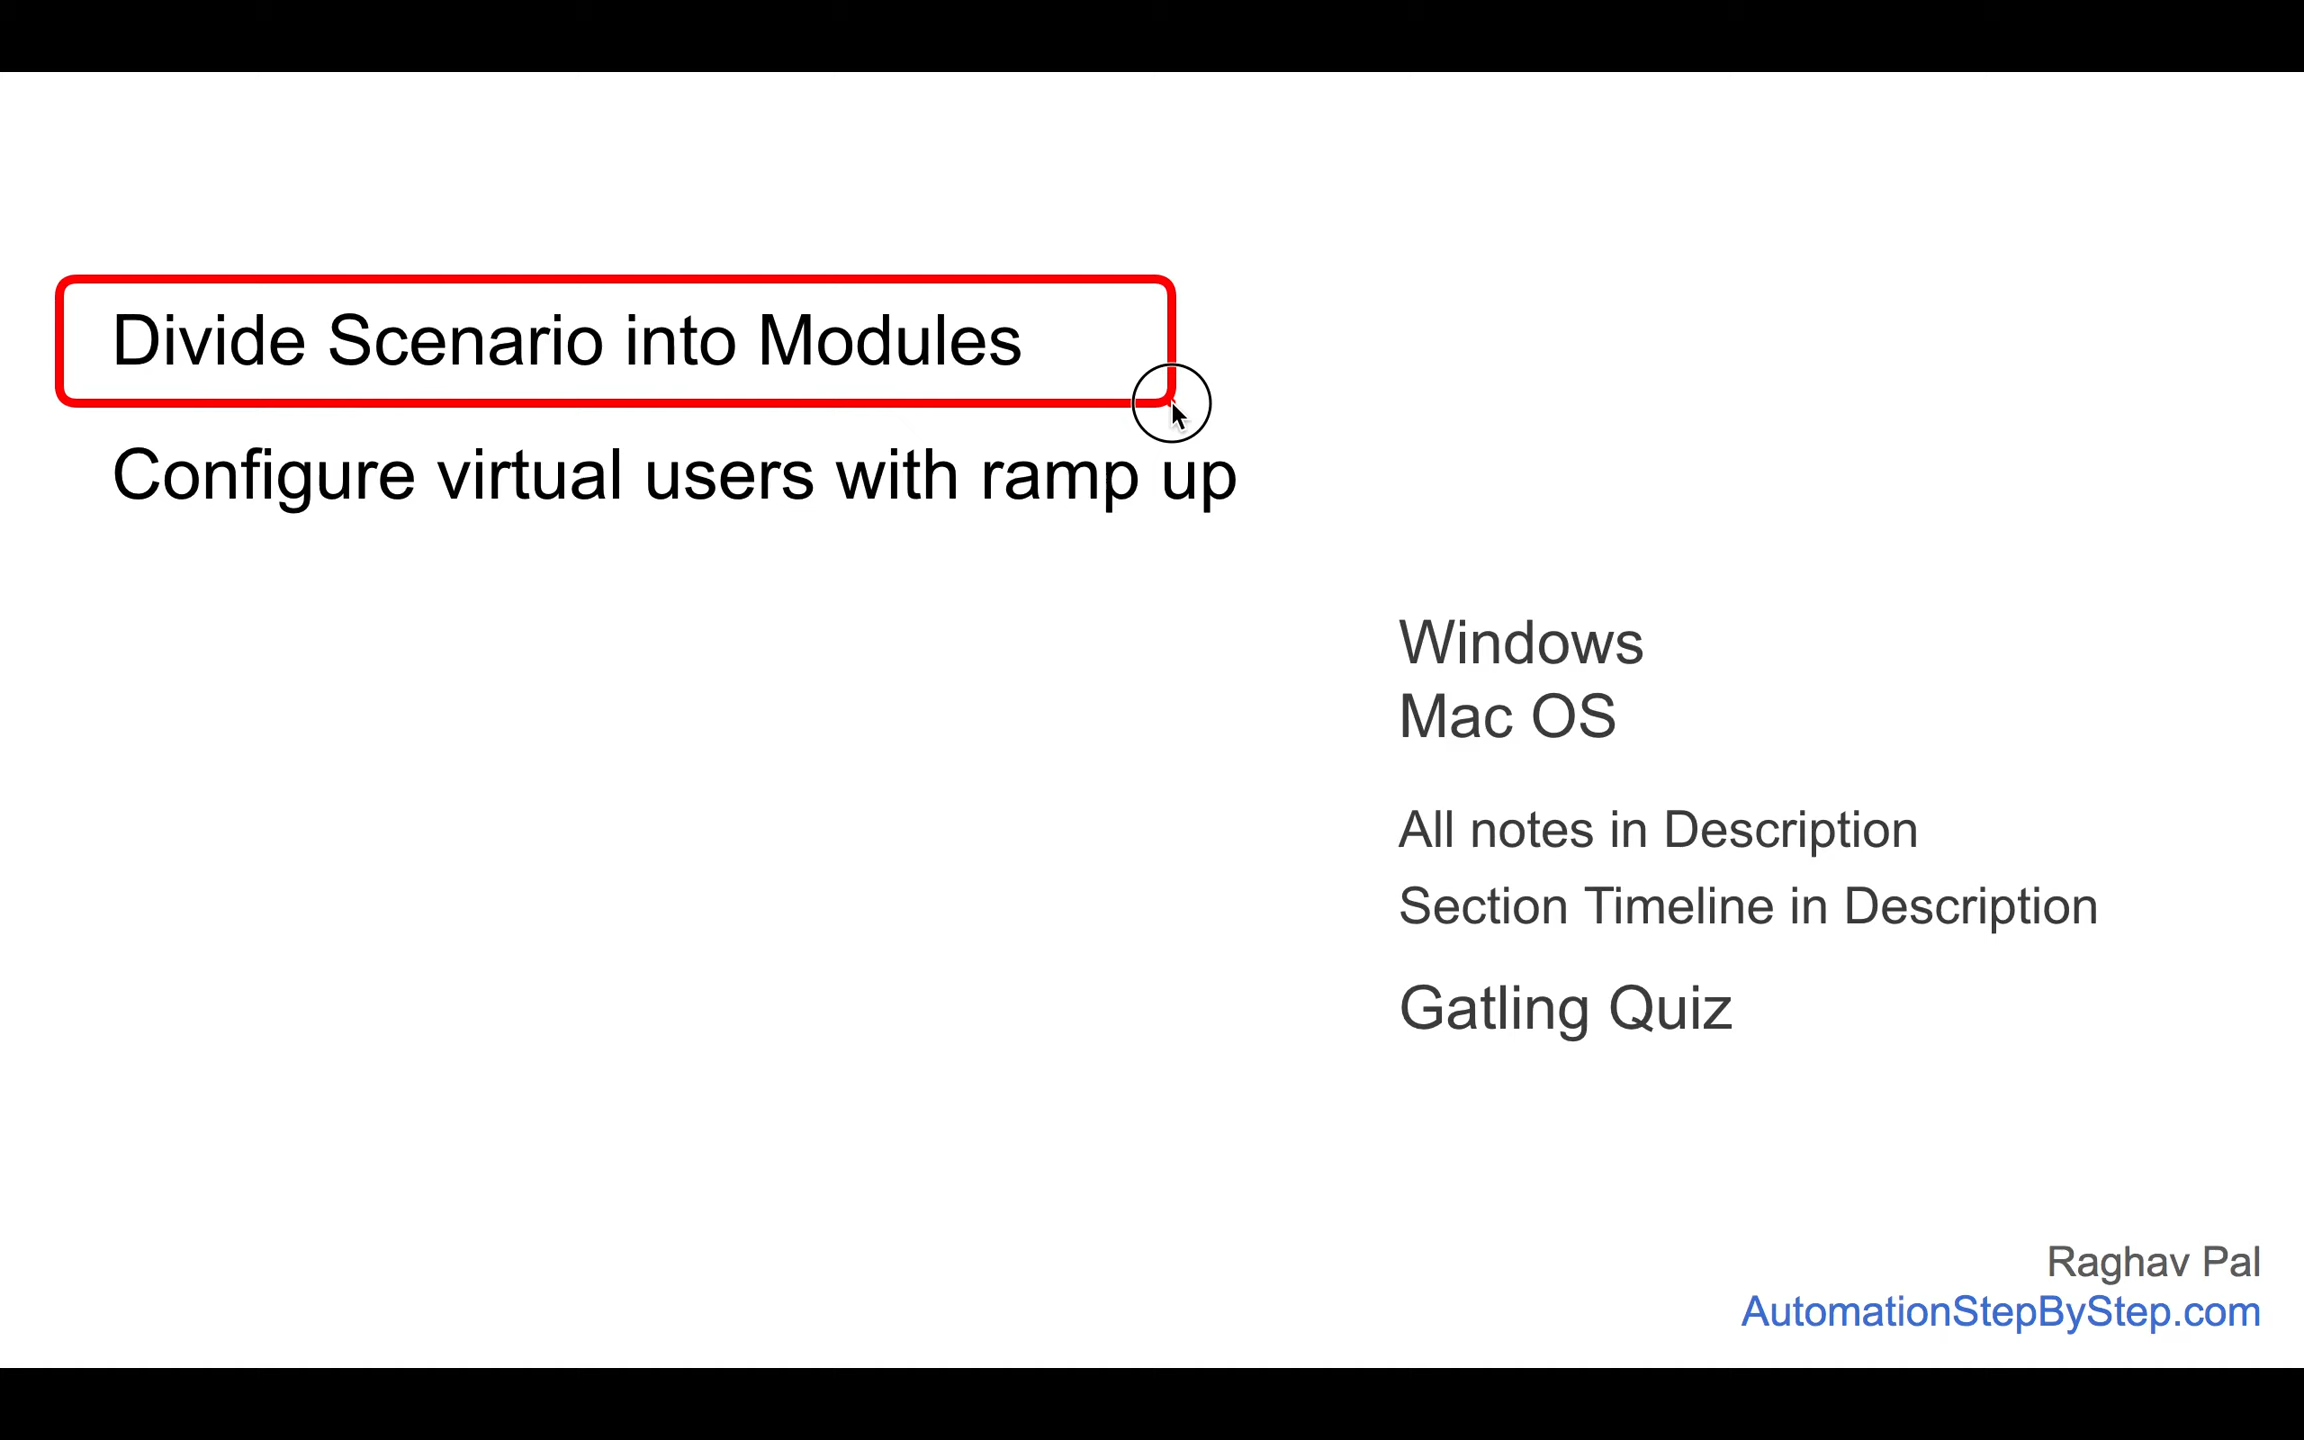 Divide Scenario into Modules
Configure virtual users with ramp up
Windows
Mac OS
All notes in Description
Section Timeline in Description
Gatling Quiz
Raghav Pal
AutomationStepByStep.com